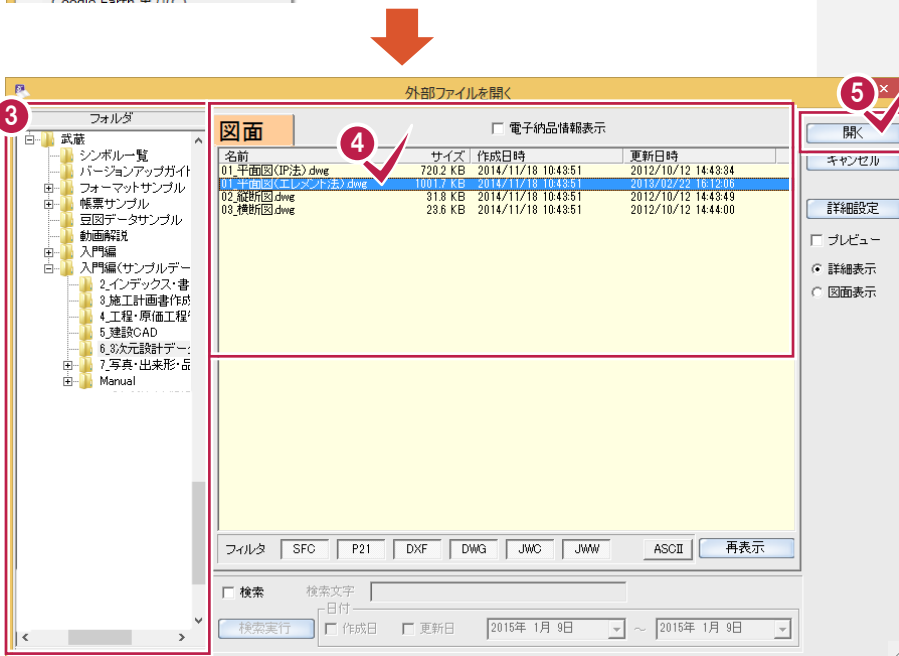 Google Earth 出力(C)
外部ファイルを開く
3
フォルダ
武蔵
シンボル一覧
バージョンアップガイド
フォーマットサンプル
帳票サンプル
豆図データサンプル
動画解説
入門編
入門編(サンプルデー
2_インデックス・書
3_施工計画書作成
4_工程・原価工程
5_建設CAD
6_3次元設計デー
7_写真・出来形・品
Manual
図面
電子納品情報表示
4
名前 サイズ 作成日時 更新日時
01_平面図(IP法).dwg 720.2 KB 2014/11/18 10:43:51 2012/10/12 14:43:34
01_平面図(エレメント法).dwg 1001.7 KB 2014/11/18 10:43:51 2013/02/22 16:12:06
02_縦断図.dwg 31.8 KB 2014/11/18 10:43:51 2012/10/12 14:43:49
03_横断図.dwg 23.6 KB 2014/11/18 10:43:51 2012/10/12 14:44:00
フィルタ SFC P21 DXF DWG JWC JWW ASCII 再表示
検索 検索文字
日付
検索実行 作成日 更新日 2015年 1月 9日 ～ 2015年 1月 9日
5
×
開く
キャンセル
詳細設定
プレビュー
詳細表示
図面表示